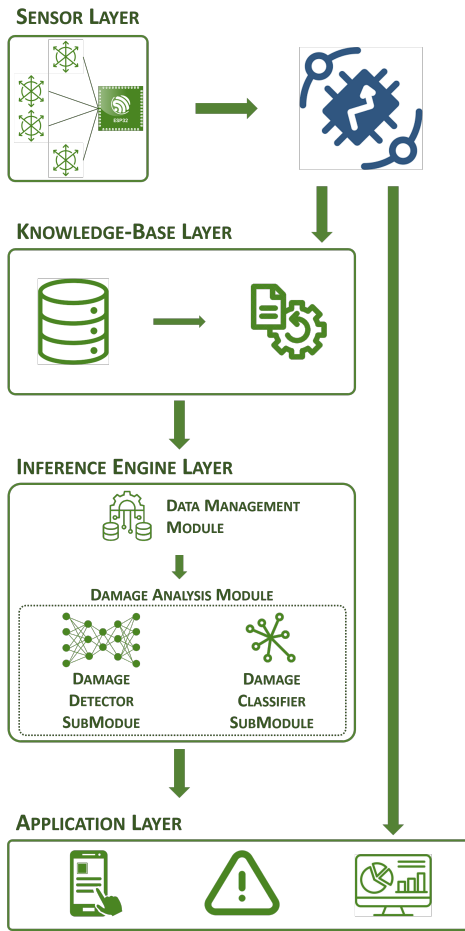 Sensor Layer
ESP32
Knowledge-Base Layer
Inference Engine Layer
Data Management
Module
Damage Analysis Module
Damage
Detector
SubModue
Damage
Classifier
SubModule
Application Layer